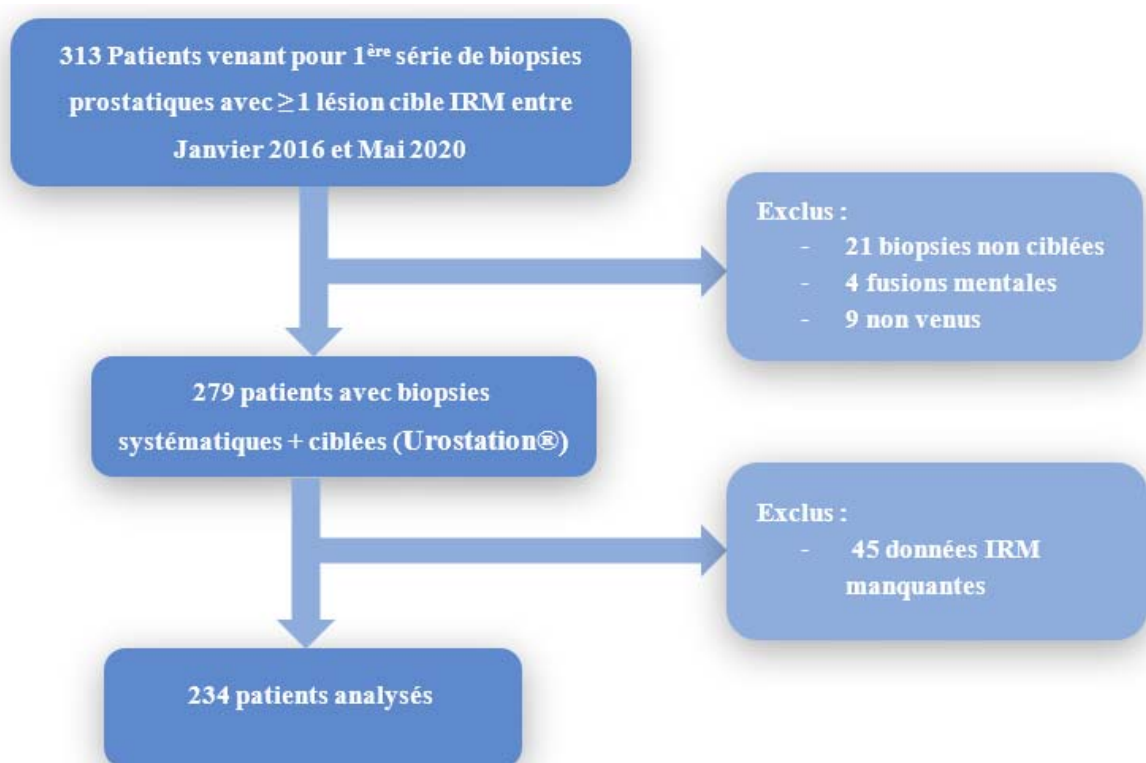 313 Patients venant pour 1ère série de biopsies
prostatiques avec ≥ 1 lésion cible IRM entre
Janvier 2016 et Mai 2020
Exclus :
- 21 biopsies non ciblées
- 4 fusions mentales
- 9 non venus
279 patients avec biopsies
systématiques + ciblées (Urostation®)
Exclus :
- 45 données IRM
manquantes
234 patients analysés